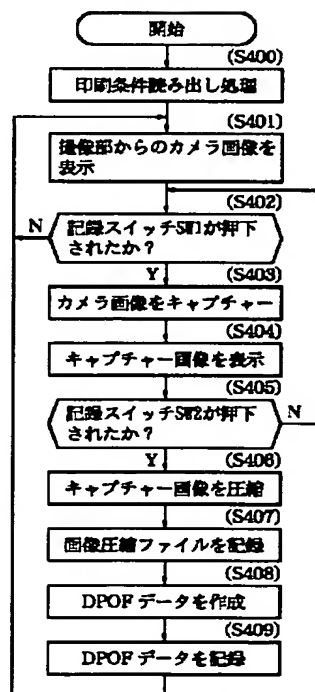 開始
(S400)
印刷条件読み出し処理
(S401)
撮像部からのカメラ画像を
表示
(S402)
N
記録スイッチSW1が押下
されたか?
Y
(S403)
カメラ画像をキャプチャー
(S404)
キャプチャー画像を表示
(S405)
記録スイッチSW2が押下
されたか?
N
Y
(S406)
キャプチャー画像を圧縮
(S407)
画像圧縮ファイルを記録
(S408)
DPOFデータを作成
(S409)
DPOFデータを記録